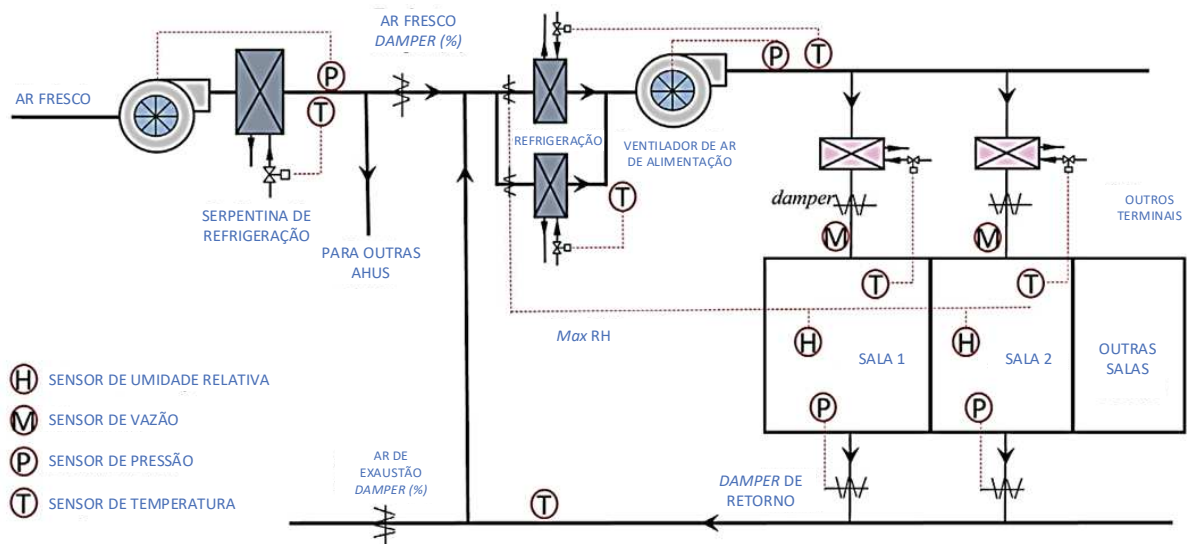 AR FRESCO
DAMPER (%)
P
T
P
T
AR FRESCO
REFRIGERAÇÃO
VENTILADOR DE AR
DE ALIMENTAÇÃO
SERPENTINA DE
REFRIGERAÇÃO
PARA OUTRAS
AHUS
T
damper
OUTROS
TERMINAIS
M
M
T
T
Max RH
H
H
SALA 1
SALA 2
OUTRAS
SALAS
P
P
H SENSOR DE UMIDADE RELATIVA
M SENSOR DE VAZÃO
P SENSOR DE PRESSÃO
T SENSOR DE TEMPERATURA
AR DE
EXAUSTÃO
DAMPER (%)
T
DAMPER DE
RETORNO